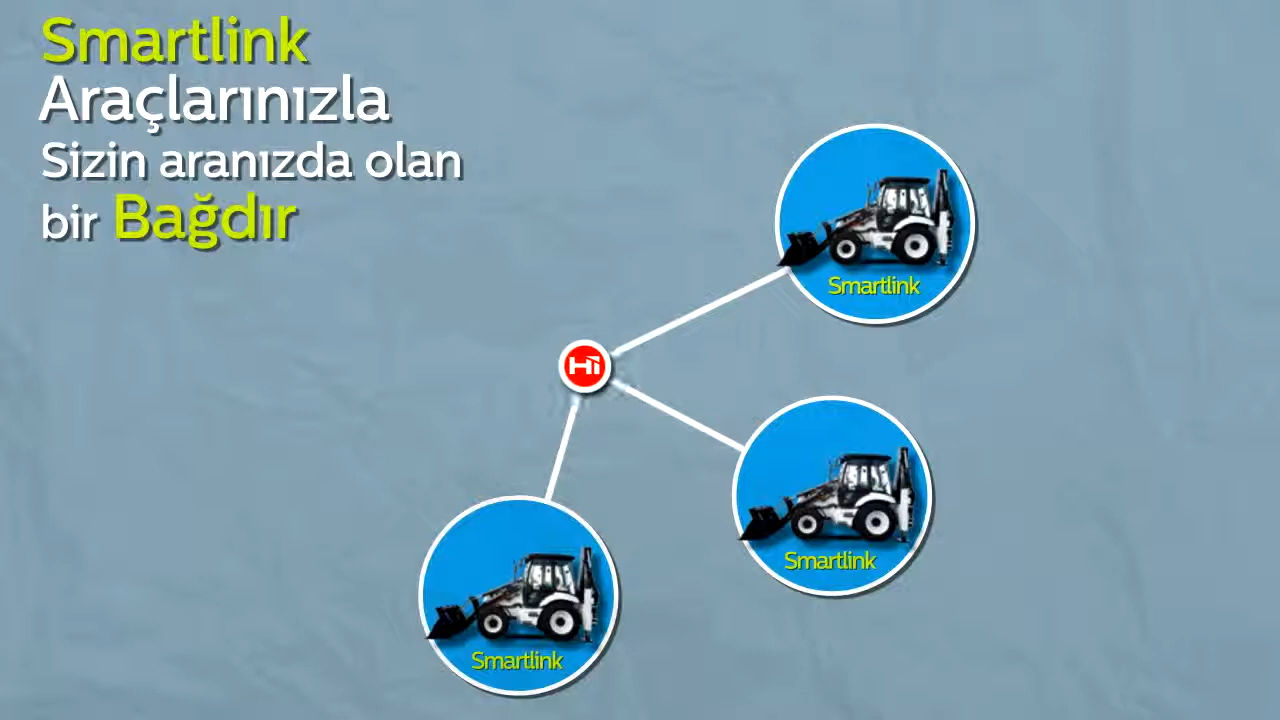 Smartlink
Araçlarınızla
Sizin aranızda olan
bir Bağdır
Smartlink
Hi
Smartlink
Smartlink